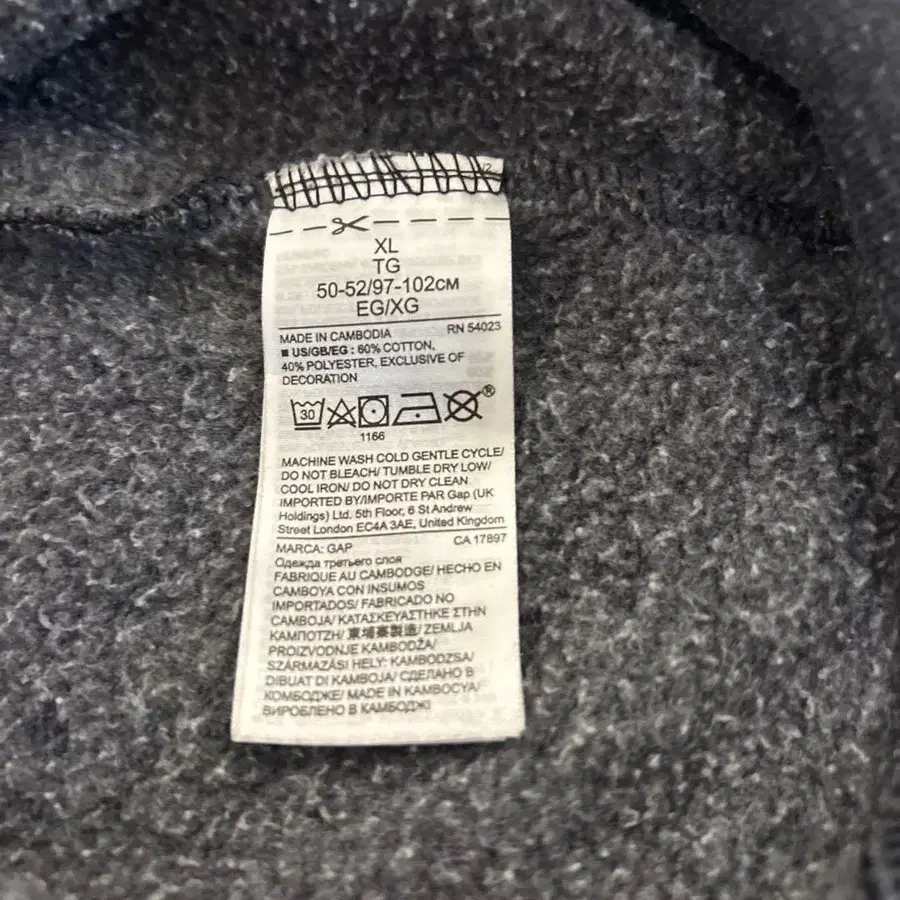 XL
TG
50-52/97-102CM
EG/XG
MADE IN CAMBODIA RN 54023
■ US/GB/EG : 60% COTTON,
40% POLYESTER, EXCLUSIVE OF
DECORATION
30 ®
1166
MACHINE WASH COLD GENTLE CYCLE/
DO NOT BLEACH/ TUMBLE DRY LOW/
COOL IRON/ DO NOT DRY CLEAN
IMPORTED BY/IMPORTE PAR Gap (UK
Holdings) Ltd. 5th Floor, 6 St Andrew
Street London EC4A 3AE, United Kingdom
MARCA: GAP CA 17897
Одежда третьего слоя
FABRIQUE AU CAMBODGE/ HECHO EN
CAMBOYA CON INSUMOS
IMPORTADOS/ FABRICADO NO
CAMBOJA/ ΚΑΤΑΣΚΕΥΑΣΤΗΚΕ ΣΤΗΝ
ΚΑΜΠΟΤΖΗ/ 柬埔寨製造/ ZEMLJA
PROIZVODNJE KAMBODŽA/
SZÁRMAZÁSI HELY: KAMBODZSA/
DIBUAT DI KAMBOJA/ СДЕЛАНО В
КОМБОДЖЕ/ MADE IN KAMBOCYA/
ВИРОБЛЕНО В КАМБОДЖІ